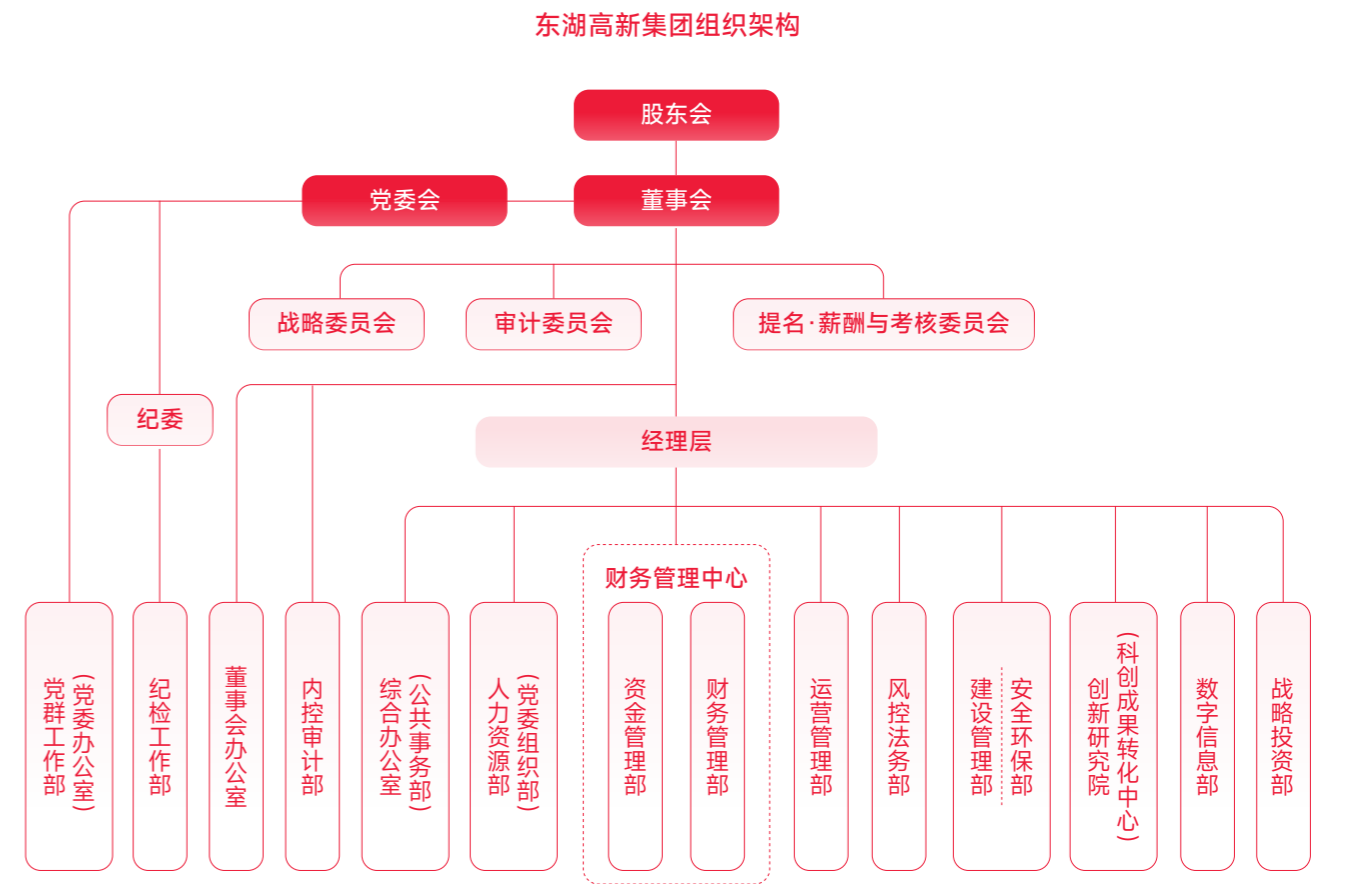 东湖高新集团组织架构
股东会
党委会
董事会
战略委员会
审计委员会
提名·薪酬与考核委员会
纪委
经理层
财务管理中心
党群工作部
(党委办公室)
纪检工作部
董事会办公室
内控审计部
综合办公室
(公共事务部)
人力资源部
(党委组织部)
资金管理部
财务管理部
运营管理部
风控法务部
建设管理部
安全环保部
创新研究院
(科创成果转化中心)
数字信息部
战略投资部